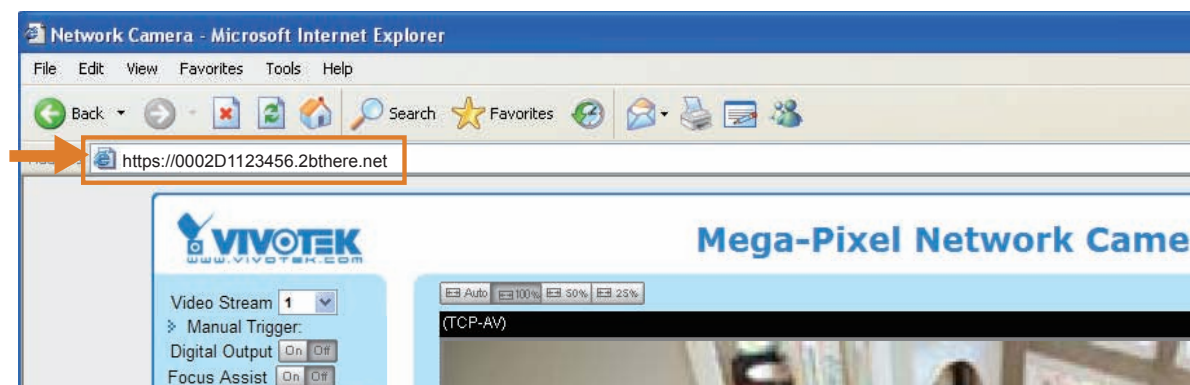 Network Camera - Microsoft Internet Explorer
File Edit View Favorites Tools Help
Back Search Favorites
https://0002D1123456.2bthere.net
VIVOTEK
www.vivotek.com
Mega-Pixel Network Came
Auto 100% 50% 25%
Video Stream 1
(TCP-AV)
Manual Trigger:
Digital Output On Off
Focus Assist On Off